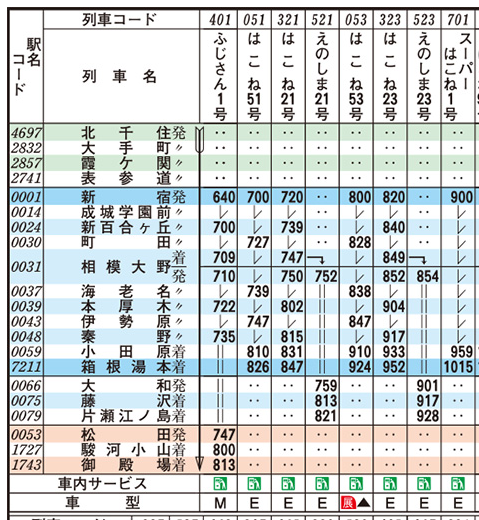 列車コード 401 051 321 521 053 323 523 701
駅名コード 列車名 ふじさん1号 はこね51号 はこね21号 えのしま21号 はこね53号 はこね23号 えのしま23号 スーパーはこね1号
4697 北千住発 ‥ ‥ ‥ ‥ ‥ ‥ ‥
2832 大手町〃 ‥ ‥ ‥ ‥ ‥ ‥ ‥
2857 霞ケ関〃 ‥ ‥ ‥ ‥ ‥ ‥ ‥ ‥
2741 表参道〃 ‥ ‥ ‥ ‥ ‥ ‥ ‥ ‥
0001 新宿発 640 700 720 ‥ 800 820 ‥ 900
0014 成城学園前〃 レ レ レ ‥ レ レ ‥ レ
0024 新百合ヶ丘〃 700 レ 739 ‥ レ 840 ‥ レ
0030 町田〃 レ 727 レ ‥ 828 レ ‥ レ
0031 相模大野着 709 レ 747 レ 849 レ
発 710 レ 750 752 レ 852 854 レ
0037 海老名〃 レ 739 レ || 838 レ || レ
0039 本厚木〃 722 レ 802 || レ 904 || レ
0043 伊勢原〃 レ 747 レ || 847 レ || レ
0048 秦野〃 735 レ 815 || レ 917 || レ
0059 小田原着 || 810 831 || 910 933 || 959
7211 箱根湯本着 || 826 847 || 924 952 || 1015
0066 大和発 || ‥ ‥ 759 ‥ ‥ 901 ‥
0075 藤沢着 || ‥ ‥ 813 ‥ ‥ 917 ‥
0079 片瀬江ノ島着 || ‥ ‥ 821 ‥ ‥ 928 ‥
0053 松田発 747 ‥ ‥ ‥ ‥ ‥ ‥ ‥
1727 駿河小山着 800 ‥ ‥ ‥ ‥ ‥ ‥ ‥
1743 御殿場着 813 ‥ ‥ ‥ ‥ ‥ ‥ ‥
車内サービス
車型 M E E E 展▲ E E E